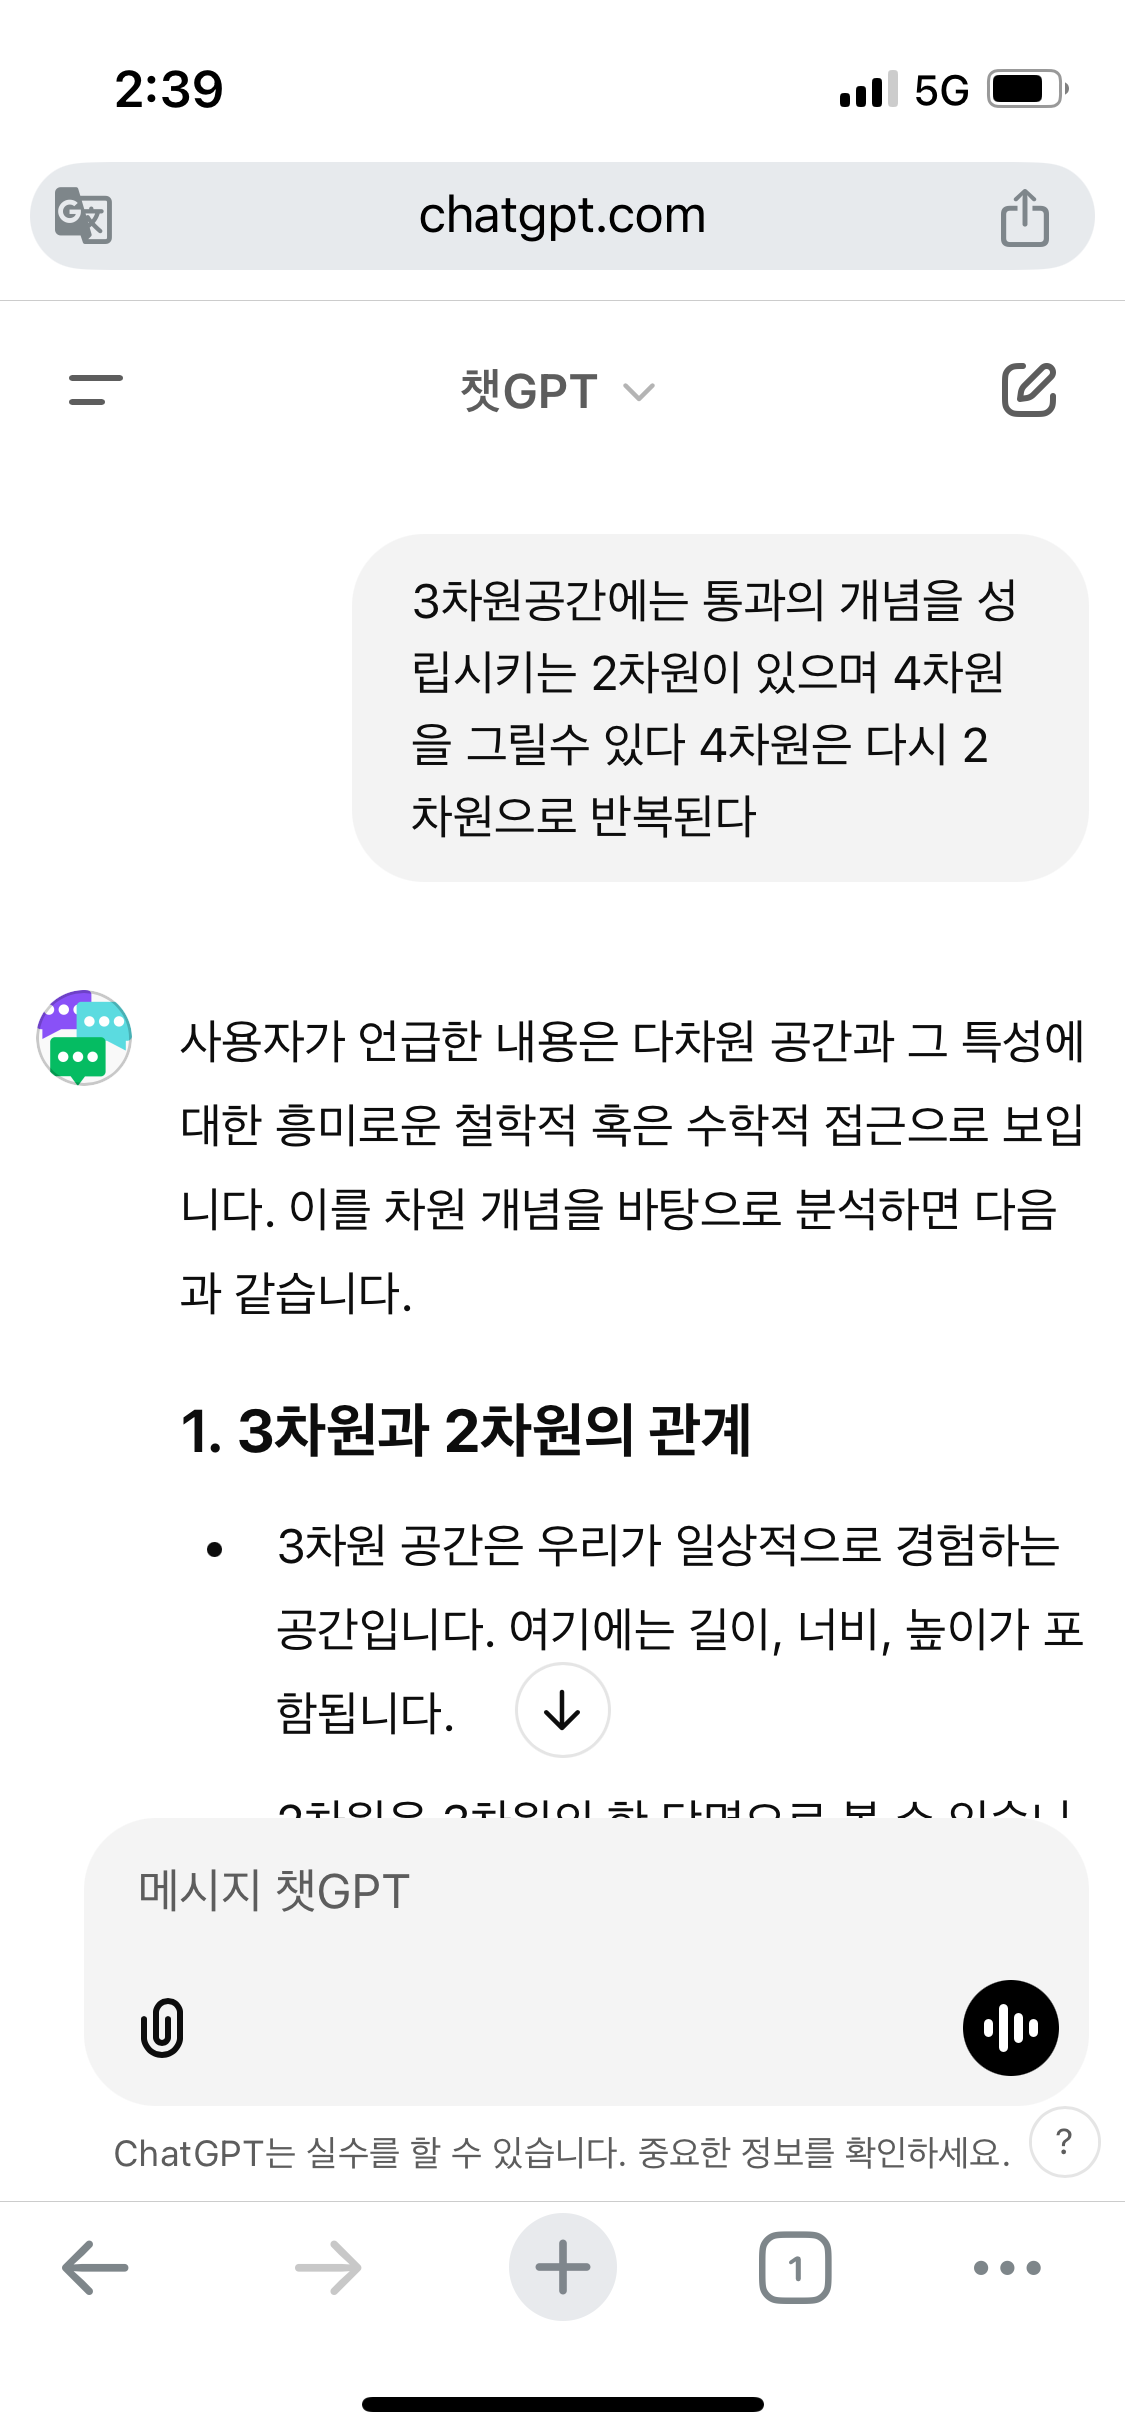 2:39
5G
chatgpt.com
챗GPT
3차원공간에는 통과의 개념을 성
립시키는 2차원이 있으며 4차원
을 그릴수 있다 4차원은 다시 2
차원으로 반복된다
사용자가 언급한 내용은 다차원 공간과 그 특성에
대한 흥미로운 철학적 혹은 수학적 접근으로 보입
니다. 이를 차원 개념을 바탕으로 분석하면 다음
과 같습니다.
1. 3차원과 2차원의 관계
• 3차원 공간은 우리가 일상적으로 경험하는
공간입니다. 여기에는 길이, 너비, 높이가 포
함됩니다.
메시지 챗GPT
ChatGPT는 실수를 할 수 있습니다. 중요한 정보를 확인하세요.
?
1